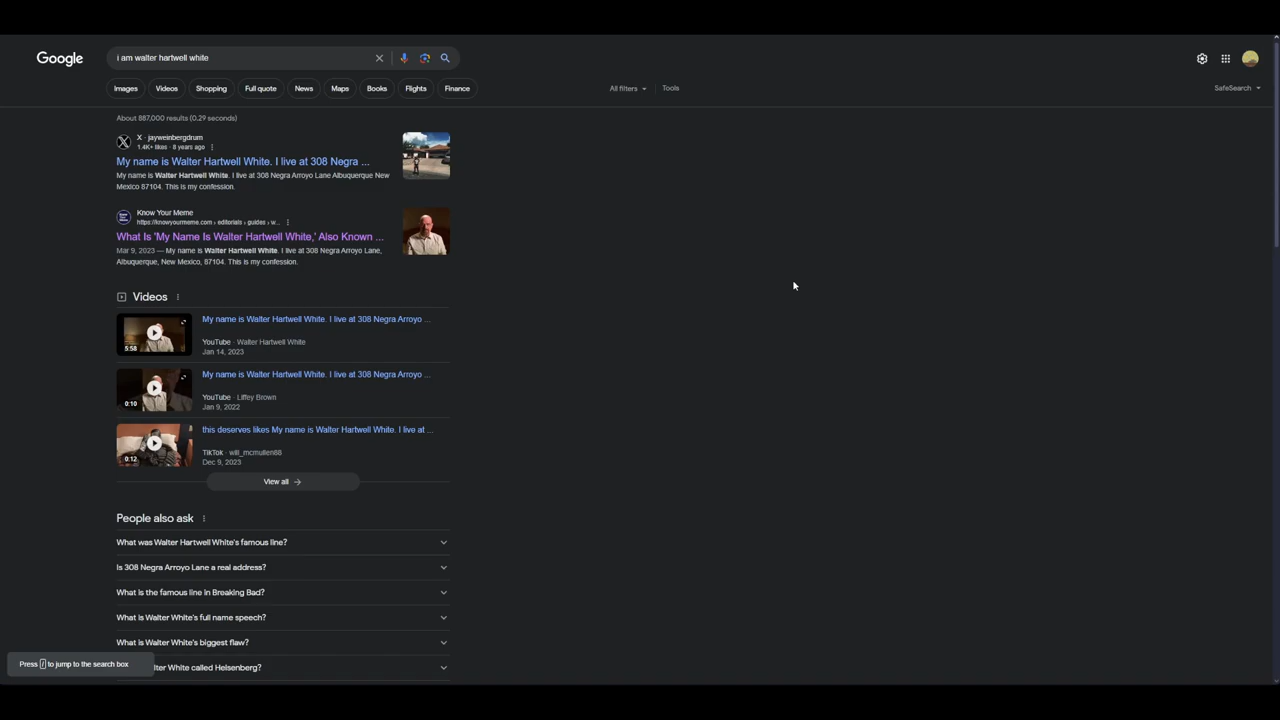 Google
i am walter hartwell white
Images Videos Shopping Full quote News Maps Books Flights Finance All filters Tools SafeSearch
About 887,000 results (0.29 seconds)
X · jayweinbergdrum
1.4K+ likes · 8 years ago
My name is Walter Hartwell White. I live at 308 Negra ...
My name is Walter Hartwell White. I live at 308 Negra Arroyo Lane Albuquerque New
Mexico 87104. This is my confession.
Know Your Meme
https://knowyourmeme.com › editorials › guides › w...
What Is 'My Name Is Walter Hartwell White,' Also Known ...
Mar 9, 2023 — My name is Walter Hartwell White. I live at 308 Negra Arroyo Lane,
Albuquerque, New Mexico, 87104. This is my confession.
Videos
My name is Walter Hartwell White. I live at 308 Negra Arroyo ...
YouTube · Walter Hartwell White
5:58
Jan 14, 2023
My name is Walter Hartwell White. I live at 308 Negra Arroyo ...
YouTube · Liffey Brown
0:10
Jan 9, 2022
this deserves likes My name is Walter Hartwell White. I live at ...
TikTok · will_mcmullen68
0:12
Dec 9, 2023
View all
People also ask
What was Walter Hartwell White's famous line?
Is 308 Negra Arroyo Lane a real address?
What is the famous line in Breaking Bad?
What is Walter White's full name speech?
What is Walter White's biggest flaw?
Press / to jump to the search box
lter White called Heisenberg?